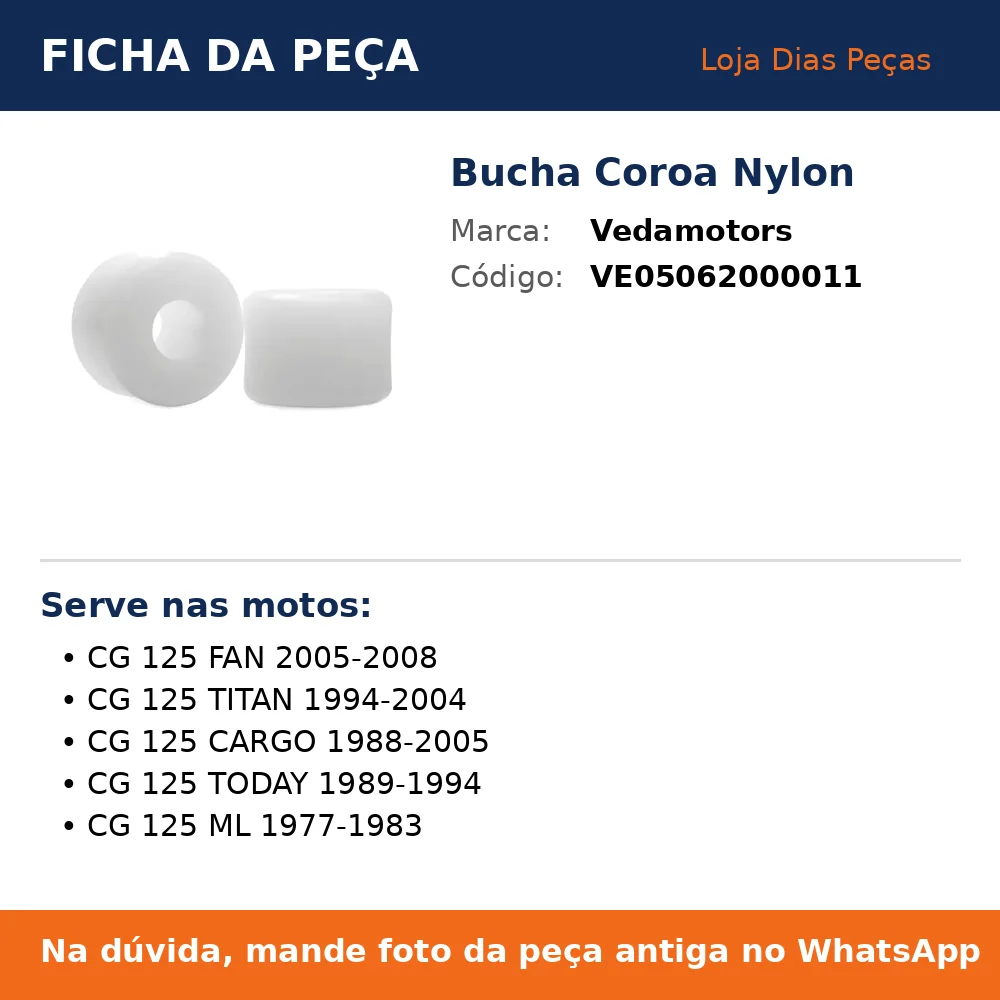 FICHA DA PEÇA
Loja Dias Peças
Bucha Coroa Nylon
Marca: Vedamotors
Código: VE05062000011
Serve nas motos:
• CG 125 FAN 2005-2008
• CG 125 TITAN 1994-2004
• CG 125 CARGO 1988-2005
• CG 125 TODAY 1989-1994
• CG 125 ML 1977-1983
Na dúvida, mande foto da peça antiga no WhatsApp